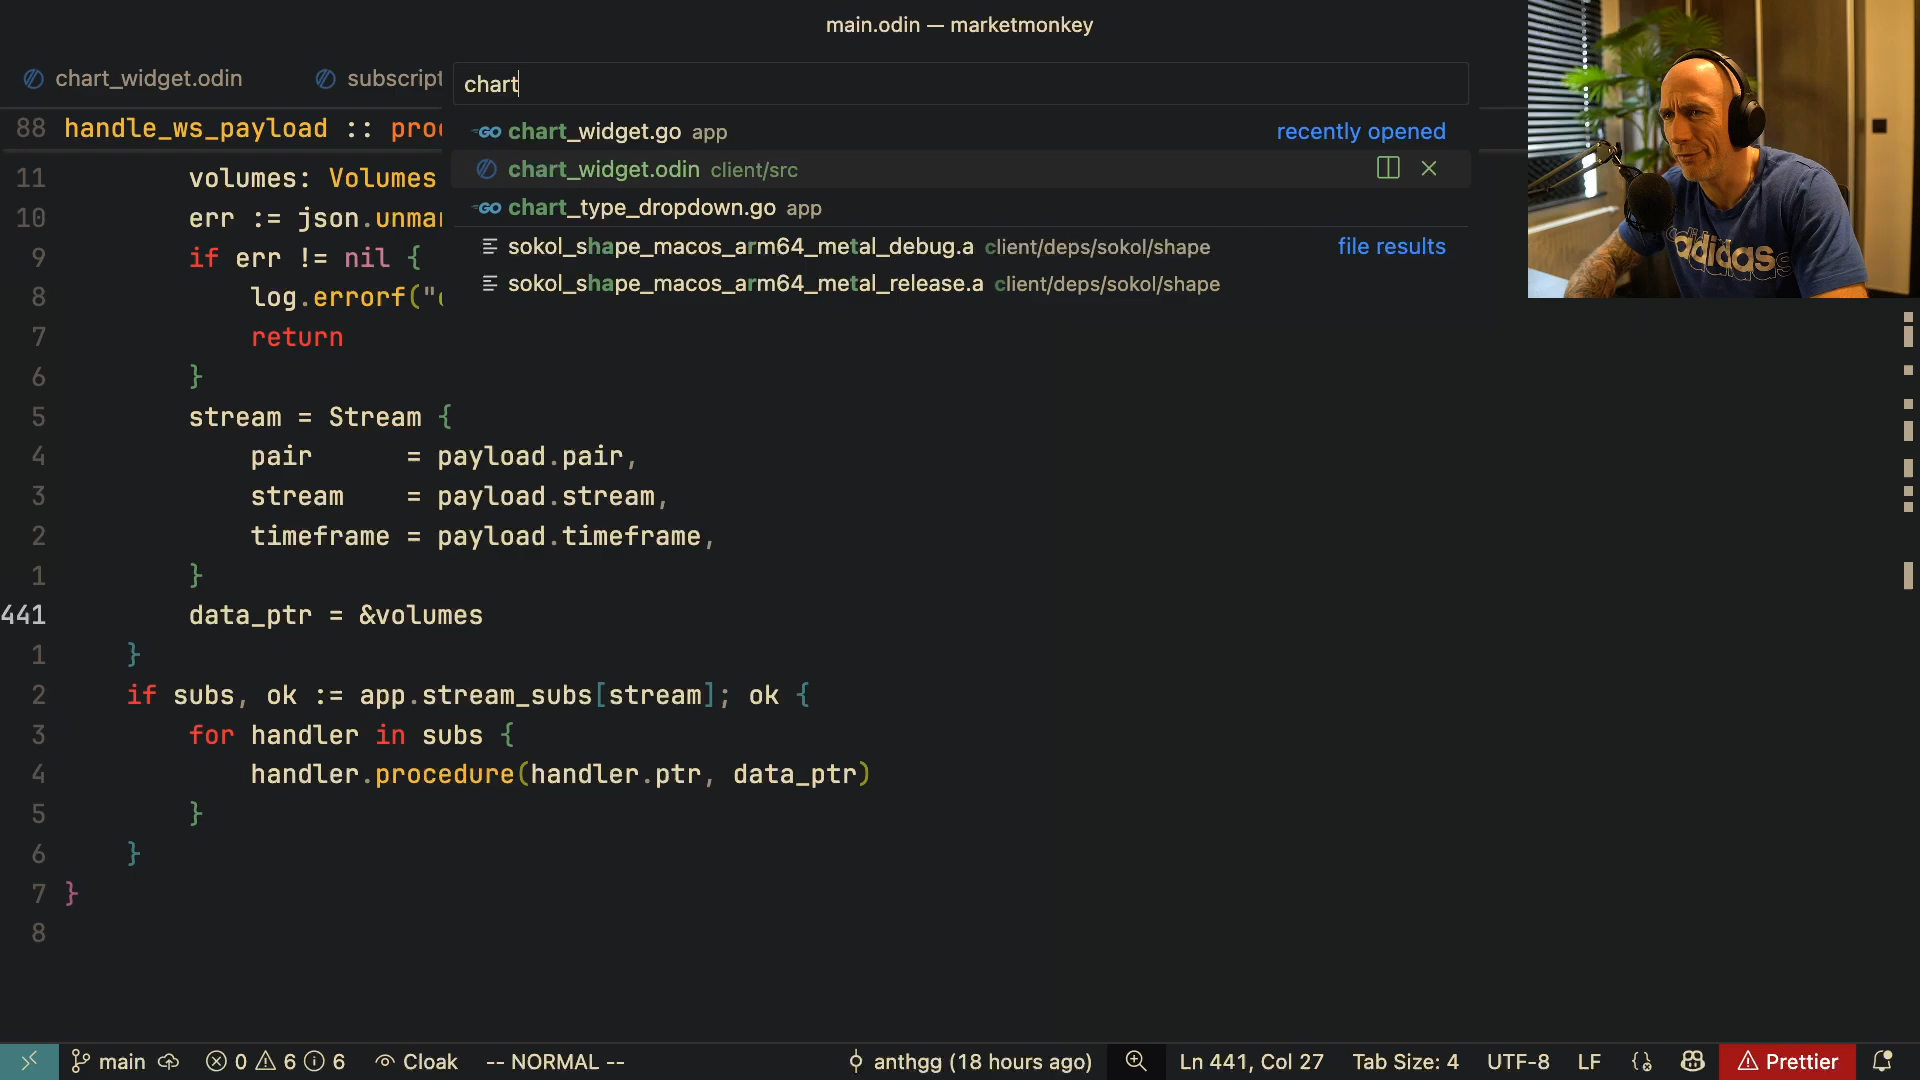 main.odin — marketmonkey
chart_widget.odin
subscript
chart
88 handle_ws_payload :: proc
GO chart_widget.go app recently opened
chart_widget.odin client/src
GO chart_type_dropdown.go app
sokol_shape_macos_arm64_metal_debug.a client/deps/sokol/shape file results
sokol_shape_macos_arm64_metal_release.a client/deps/sokol/shape
11 volumes: Volumes
10 err := json.unmar
9 if err != nil {
8 log.errorf("
7 return
6 }
5 stream = Stream {
4 pair = payload.pair,
3 stream = payload.stream,
2 timeframe = payload.timeframe,
1 }
441 data_ptr = &volumes
1 }
2 if subs, ok := app.stream_subs[stream]; ok {
3 for handler in subs {
4 handler.procedure(handler.ptr, data_ptr)
5 }
6 }
7 }
8
adidas
main 0 6 6 Cloak -- NORMAL -- anthgg (18 hours ago) Ln 441, Col 27 Tab Size: 4 UTF-8 LF Prettier